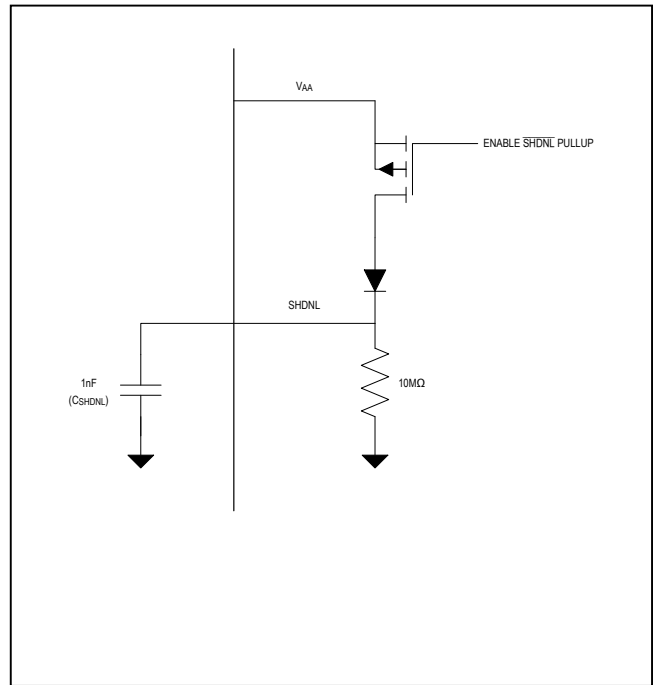 VAA
ENABLE SHDNL PULLUP
SHDNL
1nF
(CSHDNL)
10MΩ